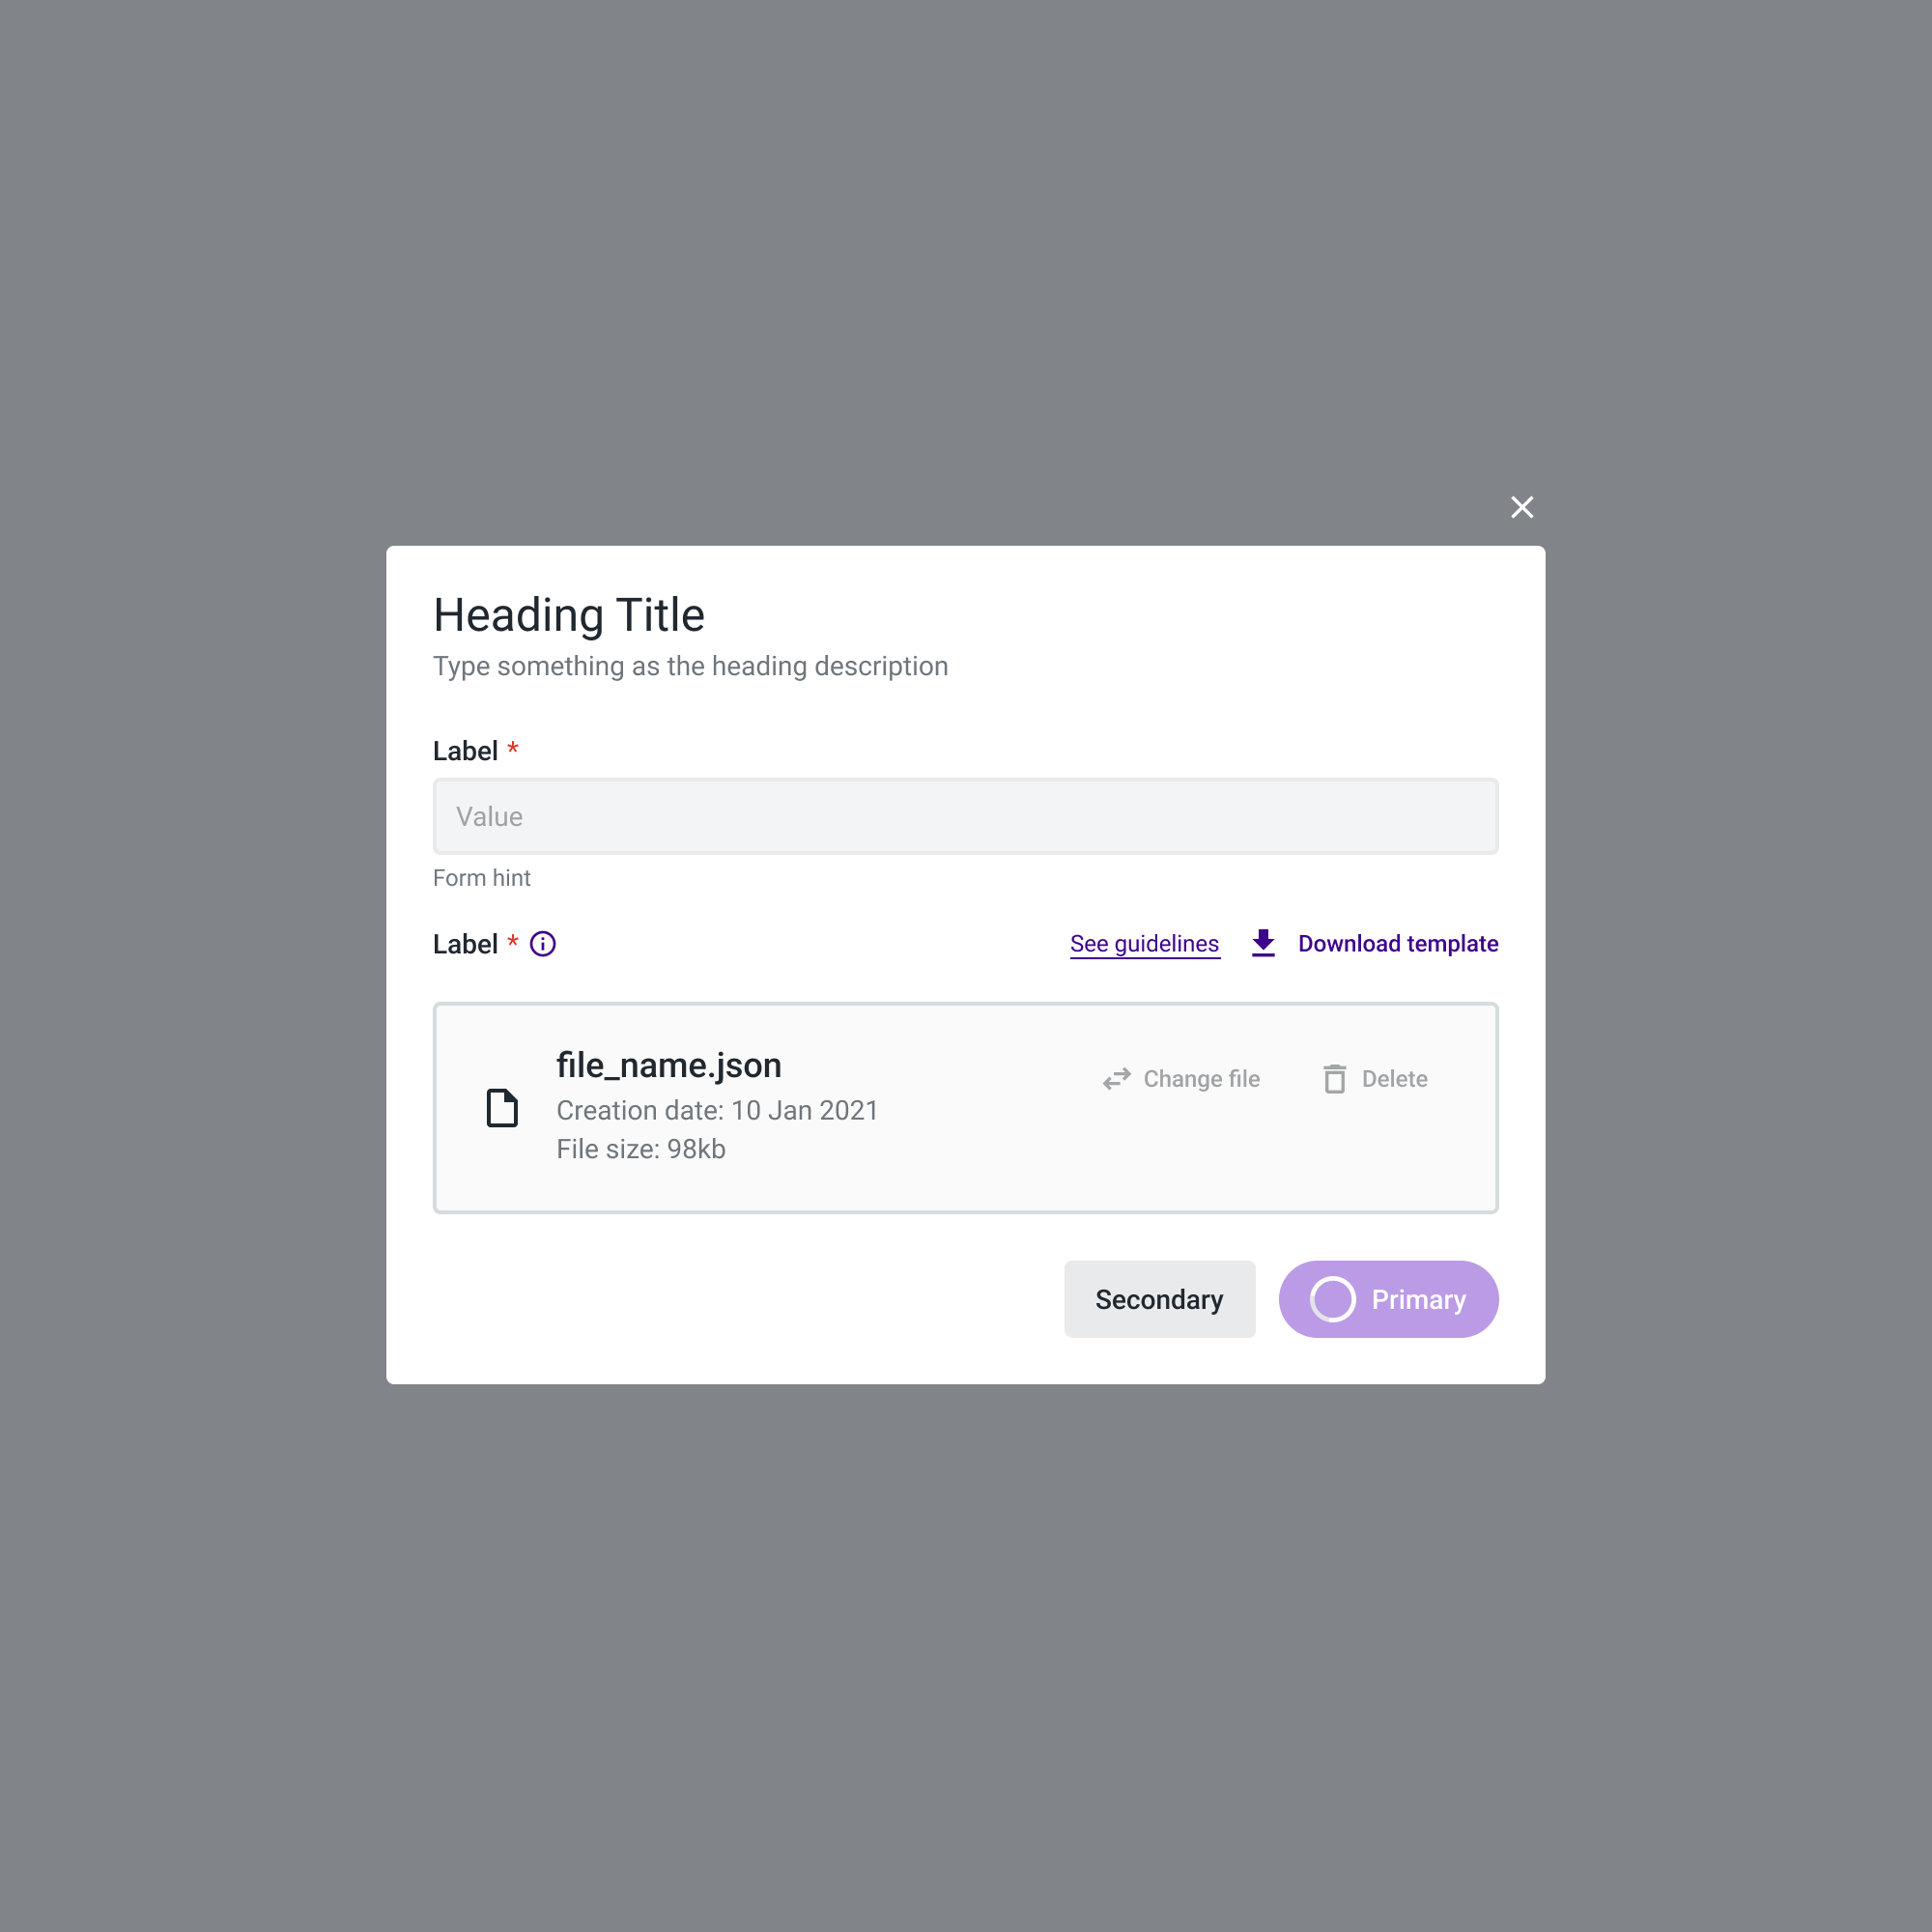 Heading Title
Type something as the heading description
Label *
Value
Form hint
Label *
See guidelines
Download template
file_name.json
Change file
Delete
Creation date: 10 Jan 2021
File size: 98kb
Secondary
Primary